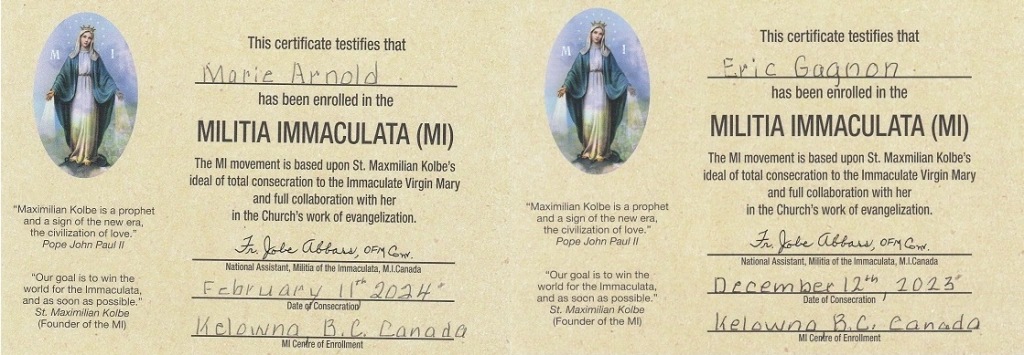 M I
This certificate testifies that
Marie Arnold
has been enrolled in the
MILITIA IMMACULATA (MI)
The MI movement is based upon St. Maxmilian Kolbe's
ideal of total consecration to the Immaculate Virgin Mary
and full collaboration with her
in the Church's work of evangelization.
"Maximilian Kolbe is a prophet
and a sign of the new era,
the civilization of love."
Pope John Paul II
"Our goal is to win the
world for the Immaculata,
and as soon as possible."
St. Maximilian Kolbe
(Founder of the MI)
Fr. Jobe Abbass, OFM Conv.
National Assistant, Militia of the Immaculata, M.I.Canada
February 11th 2024
Date of Consecration
Kelowna, B.C. Canada
MI Centre of Enrollment
M I
This certificate testifies that
Eric Gagnon
has been enrolled in the
MILITIA IMMACULATA (MI)
The MI movement is based upon St. Maxmilian Kolbe's
ideal of total consecration to the Immaculate Virgin Mary
and full collaboration with her
in the Church's work of evangelization.
"Maximilian Kolbe is a prophet
and a sign of the new era,
the civilization of love."
Pope John Paul II
"Our goal is to win the
world for the Immaculata,
and as soon as possible."
St. Maximilian Kolbe
(Founder of the MI)
Fr. Jobe Abbass, OFM Conv.
National Assistant, Militia of the Immaculata, M.I.Canada
December 12th, 2023
Date of Consecration
Kelowna, B.C. Canada
MI Centre of Enrollment